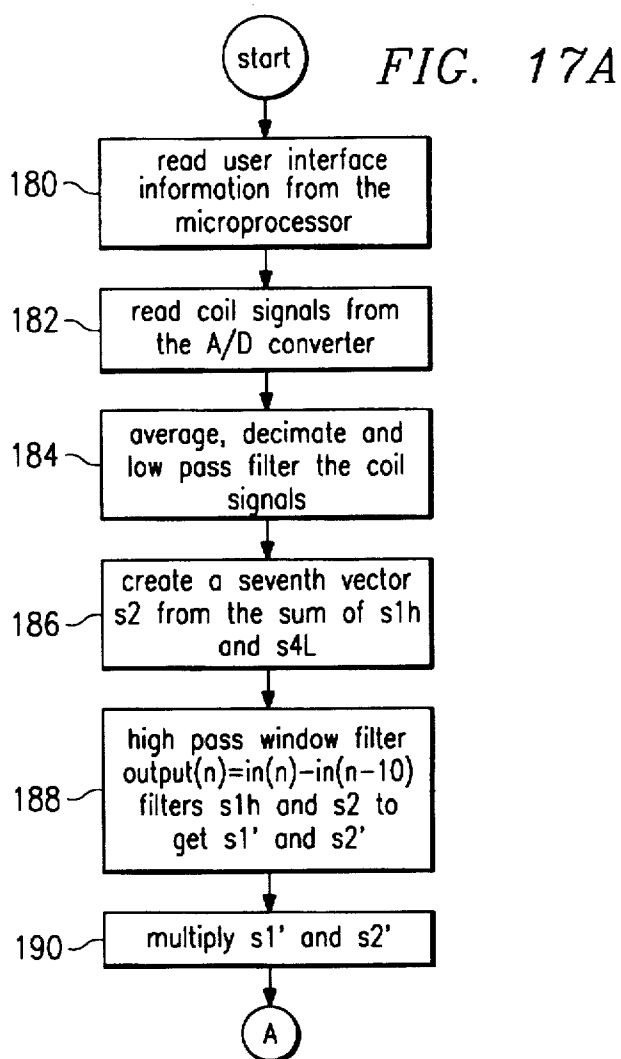 start
FIG. 17A
180
read user interface
information from the
microprocessor
182
read coil signals from
the A/D converter
184
average, decimate and
low pass filter the coil
signals
186
create a seventh vector
s2 from the sum of s1h
and s4L
188
high pass window filter
output(n)=in(n)-in(n-10)
filters s1h and s2 to
get s1' and s2'
190
multiply s1' and s2'
A